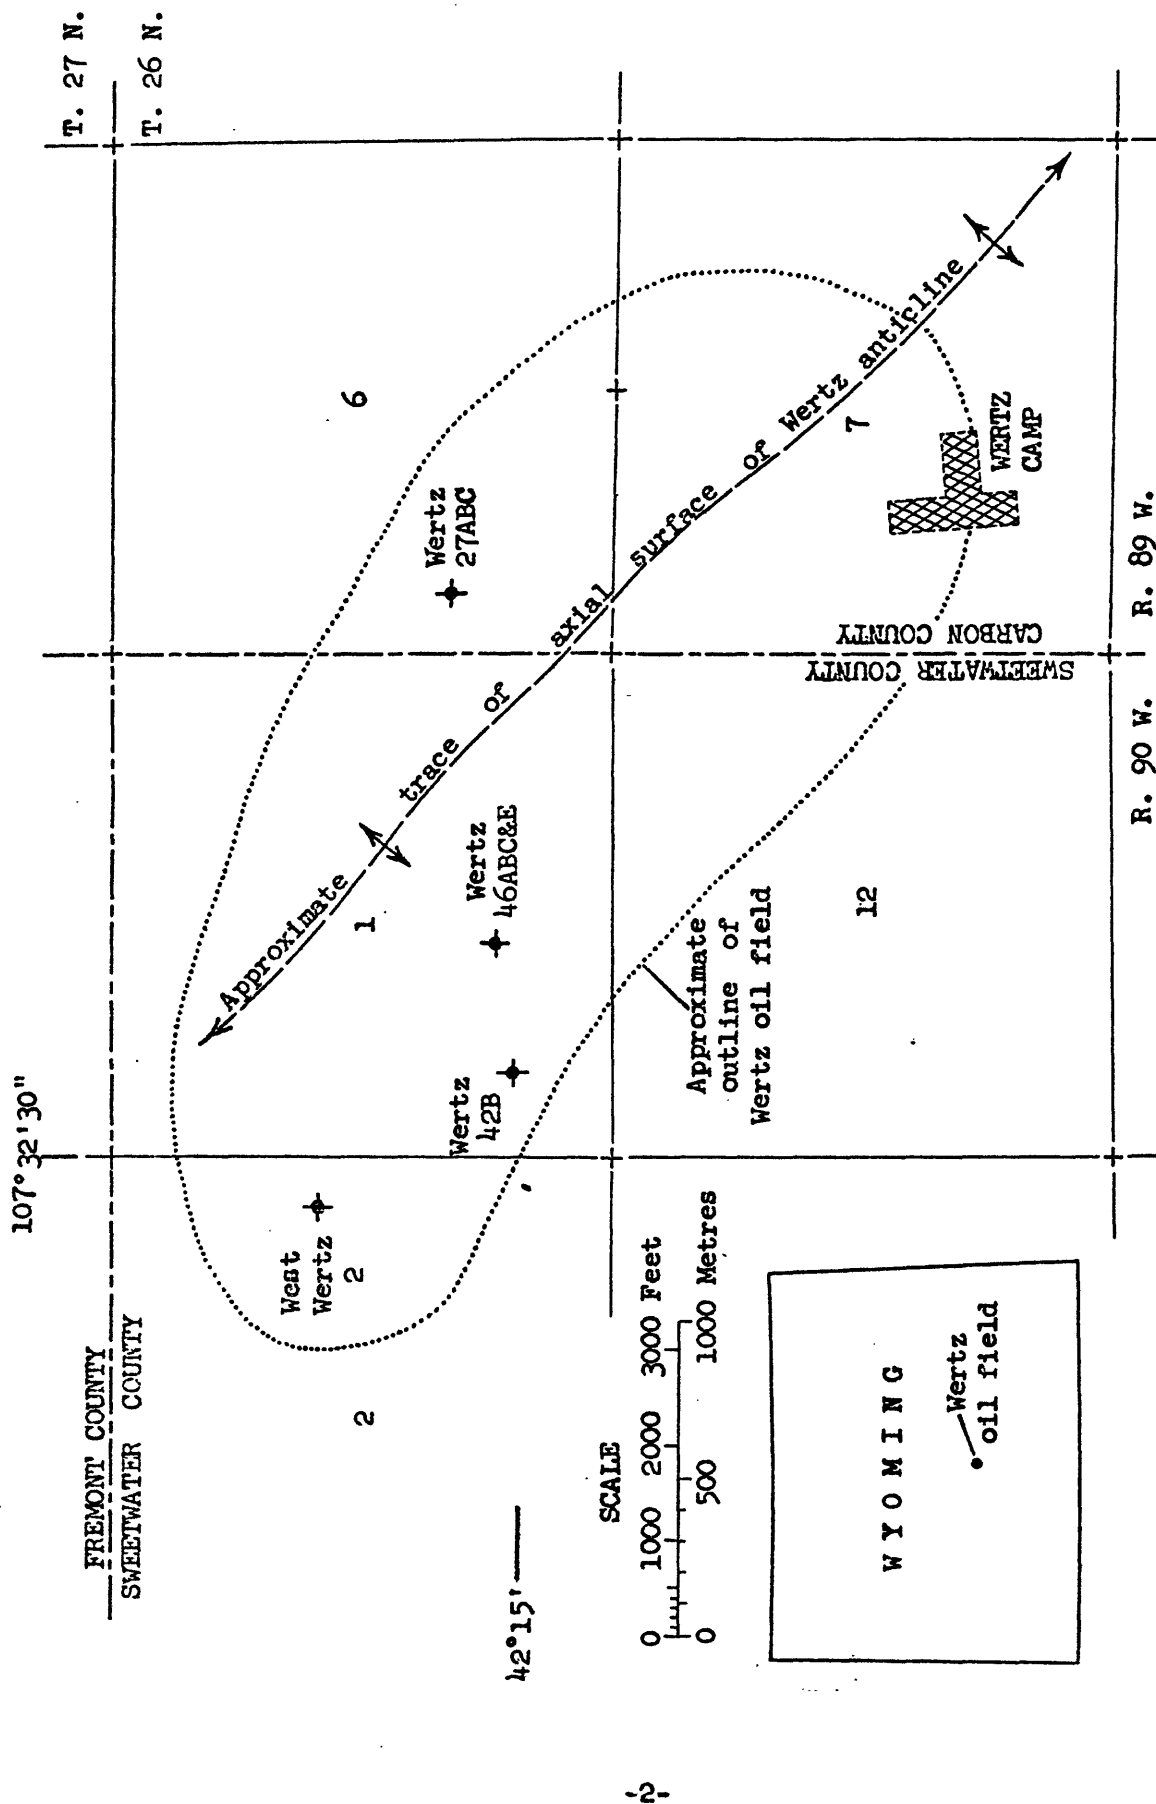 107°32'30"
T. 27 N.
T. 26 N.
FREMONT COUNTY
SWEETWATER COUNTY
6
Wertz
27ABC
West
Wertz
2
2
1
Wertz
46ABC&E
Wertz
42B
Approximate trace of axial surface of Wertz anticline
42°15'
7
WERTZ
CAMP
12
Approximate
outline of
Wertz oil field
CARBON COUNTY
SWEETWATER COUNTY
SCALE
0 1000 2000 3000 Feet
0 500 1000 Metres
WYOMING
Wertz
oil field
R. 90 W.
R. 89 W.
-2-